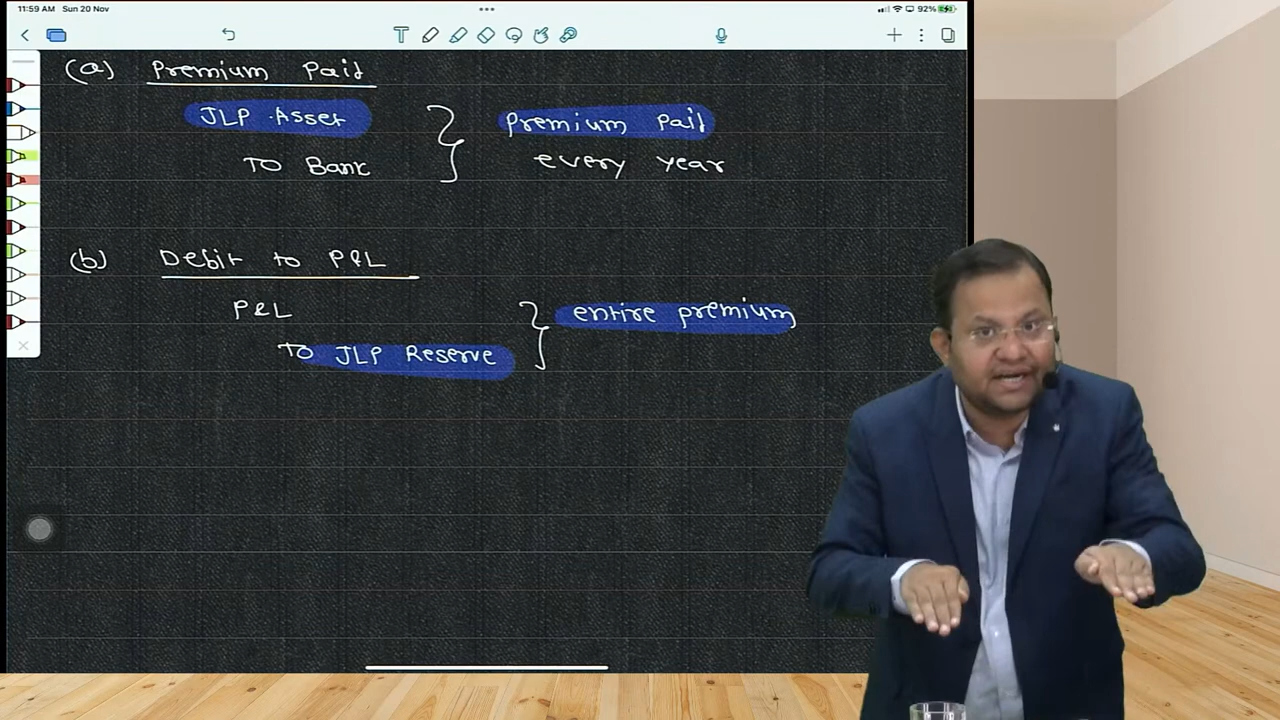 11:59 AM Sun 20 Nov
92%
(a) Premium Paid
JLP Asset
Premium Paid
To Bank
every year
(b) Debit to P&L
P&L
entire premium
To JLP Reserve